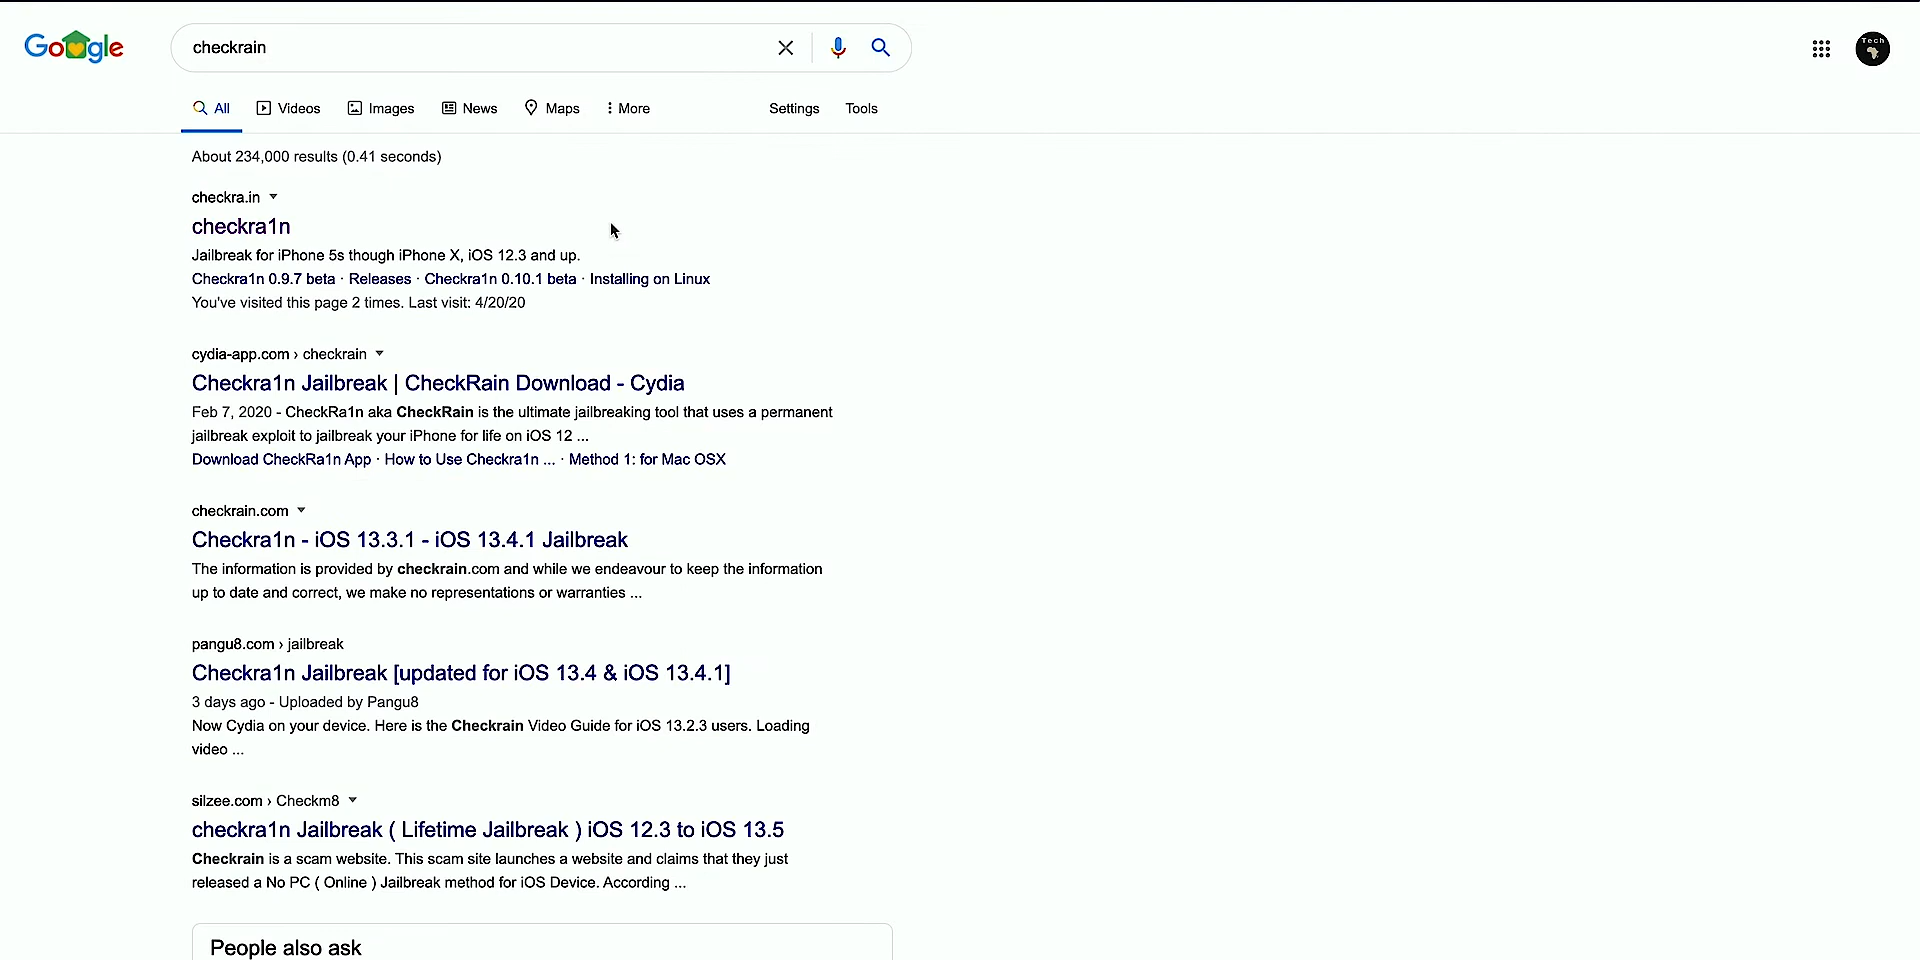 Google
checkrain
Tech
All Videos Images News Maps More Settings Tools
About 234,000 results (0.41 seconds)
checkra.in
checkra1n
Jailbreak for iPhone 5s though iPhone X, iOS 12.3 and up.
Checkra1n 0.9.7 beta · Releases · Checkra1n 0.10.1 beta · Installing on Linux
You've visited this page 2 times. Last visit: 4/20/20
cydia-app.com › checkrain
Checkra1n Jailbreak | CheckRain Download - Cydia
Feb 7, 2020 - CheckRa1n aka CheckRain is the ultimate jailbreaking tool that uses a permanent
jailbreak exploit to jailbreak your iPhone for life on iOS 12 ...
Download CheckRa1n App · How to Use Checkra1n ... · Method 1: for Mac OSX
checkrain.com
Checkra1n - iOS 13.3.1 - iOS 13.4.1 Jailbreak
The information is provided by checkrain.com and while we endeavour to keep the information
up to date and correct, we make no representations or warranties ...
pangu8.com › jailbreak
Checkra1n Jailbreak [updated for iOS 13.4 & iOS 13.4.1]
3 days ago - Uploaded by Pangu8
Now Cydia on your device. Here is the Checkrain Video Guide for iOS 13.2.3 users. Loading
video ...
silzee.com › Checkm8
checkra1n Jailbreak ( Lifetime Jailbreak ) iOS 12.3 to iOS 13.5
Checkrain is a scam website. This scam site launches a website and claims that they just
released a No PC ( Online ) Jailbreak method for iOS Device. According ...
People also ask